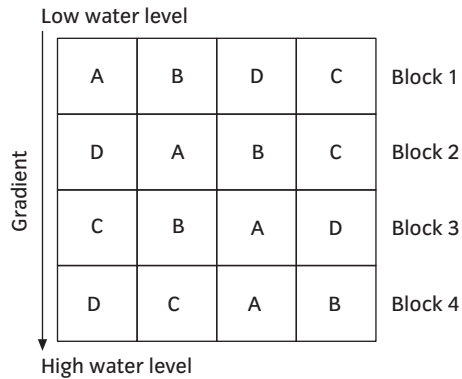 Low water level
A B D C Block 1
D A B C Block 2
Gradient
C B A D Block 3
D C A B Block 4
High water level